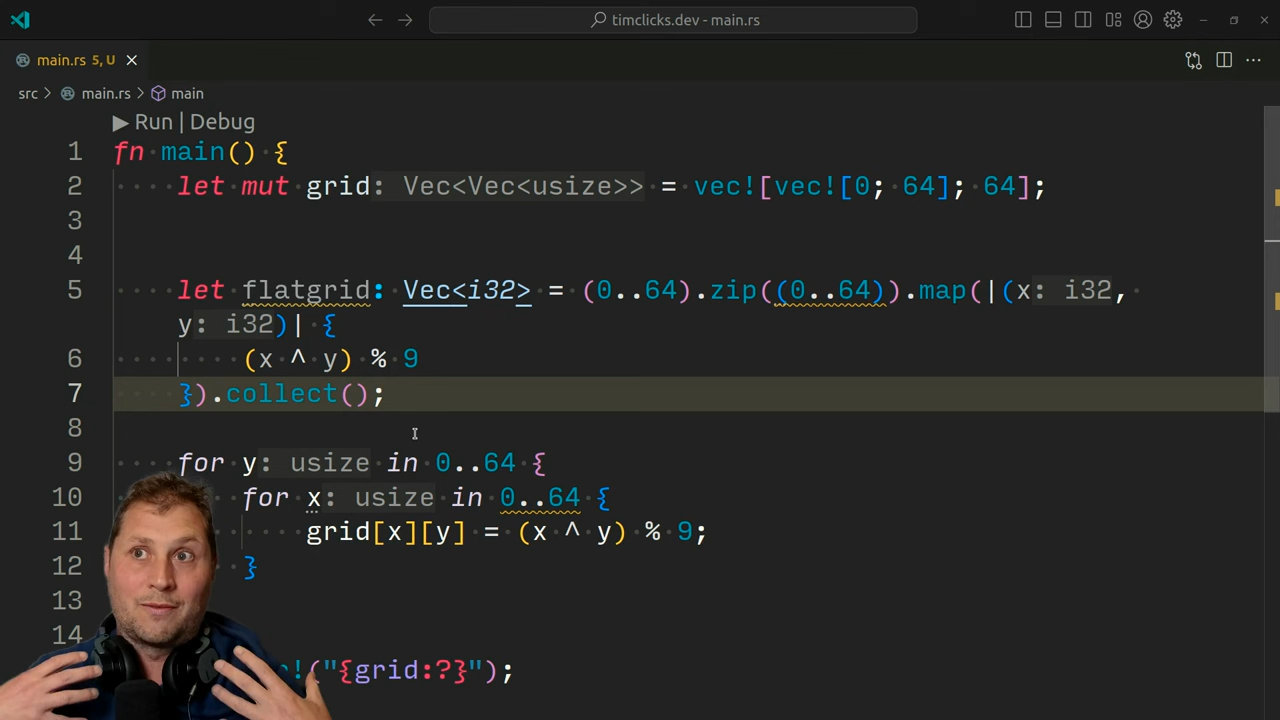 timclicks.dev - main.rs
main.rs 5, U
src > main.rs > main
Run | Debug
1 fn main() {
2 let mut grid: Vec<Vec<usize>> = vec![vec![0; 64]; 64];
3
4
5 let flatgrid: Vec<i32> = (0..64).zip((0..64)).map(|(x: i32,
y: i32)| {
6 (x ^ y) % 9
7 }).collect();
8
9 for y: usize in 0..64 {
10 for x: usize in 0..64 {
11 grid[x][y] = (x ^ y) % 9;
12 }
13
14
!("{grid:?}");